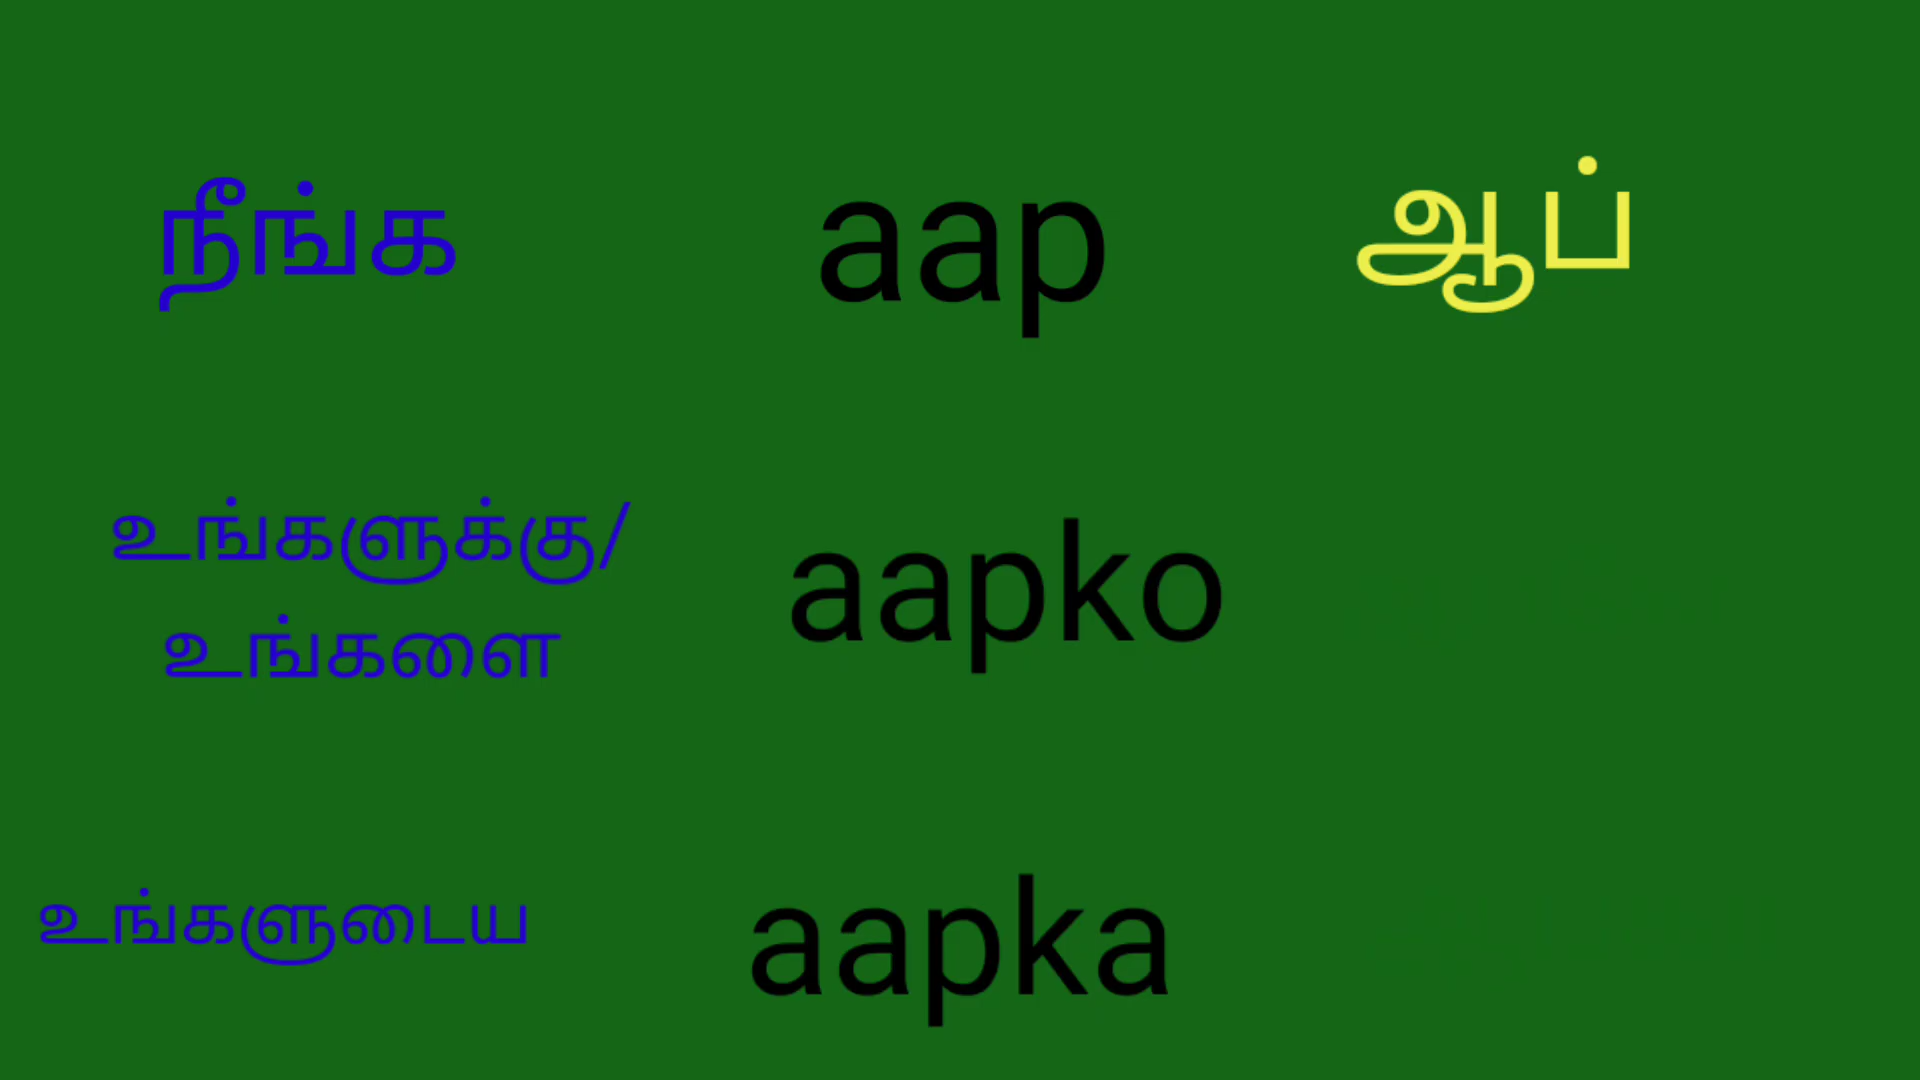 நீங்க aap ஆப்
உங்களுக்கு/
உங்களை
aapko
உங்களுடைய aapka